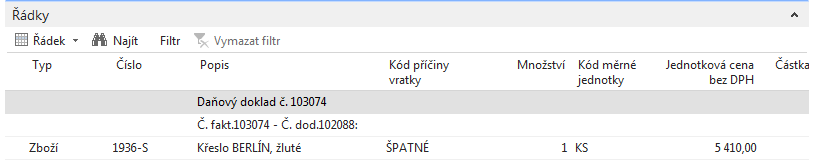 Řádky
Řádek Najít Filtr Vymazat filtr
Typ Číslo Popis Kód příčiny vratky Množství Kód měrné jednotky Jednotková cena bez DPH Částka
Daňový doklad č. 103074
Č. fakt.103074 - Č. dod.102088:
Zboží 1936-S Křeslo BERLÍN, žluté ŠPATNÉ 1 KS 5 410,00